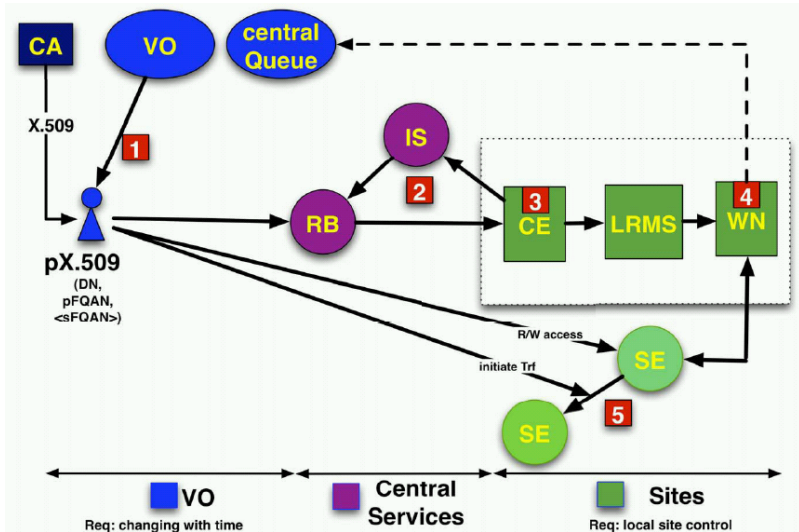 CA
VO
central
Queue
X.509
1
IS
2
3
4
RB
CE
LRMS
WN
pX.509
(DN,
pFQAN,
<sFQAN>)
R/W access
initiate Trf
SE
5
SE
VO
Central
Services
Sites
Req: changing with time
Req: local site control